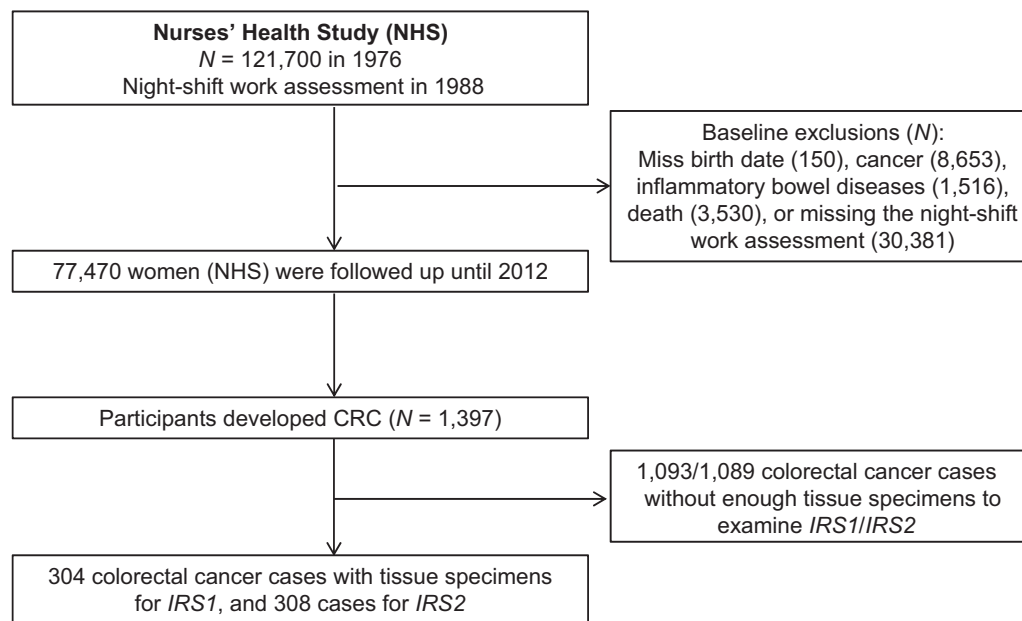 Nurses’ Health Study (NHS)
N = 121,700 in 1976
Night-shift work assessment in 1988
Baseline exclusions (N):
Miss birth date (150), cancer (8,653),
inflammatory bowel diseases (1,516),
death (3,530), or missing the night-shift
work assessment (30,381)
77,470 women (NHS) were followed up until 2012
Participants developed CRC (N = 1,397)
1,093/1,089 colorectal cancer cases
without enough tissue specimens to
examine IRS1/IRS2
304 colorectal cancer cases with tissue specimens
for IRS1, and 308 cases for IRS2